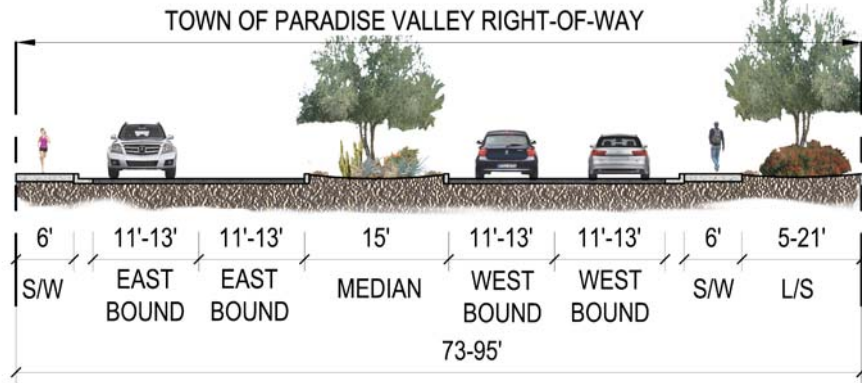 TOWN OF PARADISE VALLEY RIGHT-OF-WAY
6' 11'-13' 11'-13' 15' 11'-13' 11'-13' 6' 5-21'
S/W EAST BOUND EAST BOUND MEDIAN WEST BOUND WEST BOUND S/W L/S
73-95'